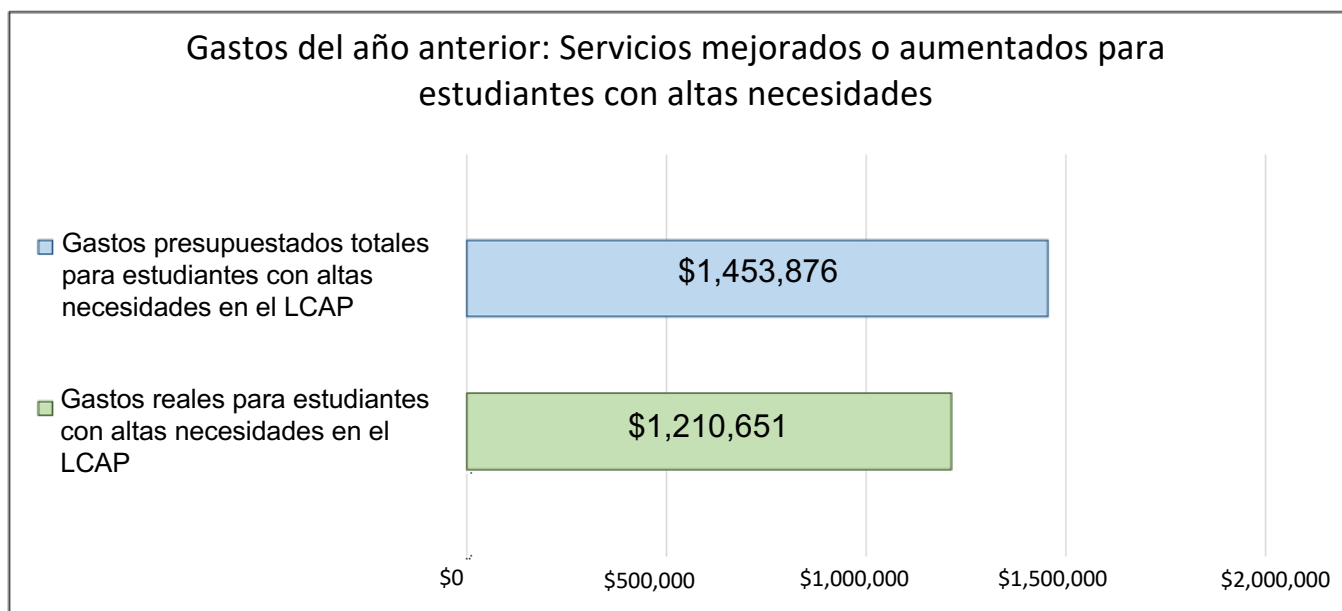 Gastos del año anterior: Servicios mejorados o aumentados para
estudiantes con altas necesidades
Gastos presupuestados totales
para estudiantes con altas
necesidades en el LCAP
$1,453,876
Gastos reales para estudiantes
con altas necesidades en el
LCAP
$1,210,651
$0
$500,000
$1,000,000
$1,500,000
$2,000,000